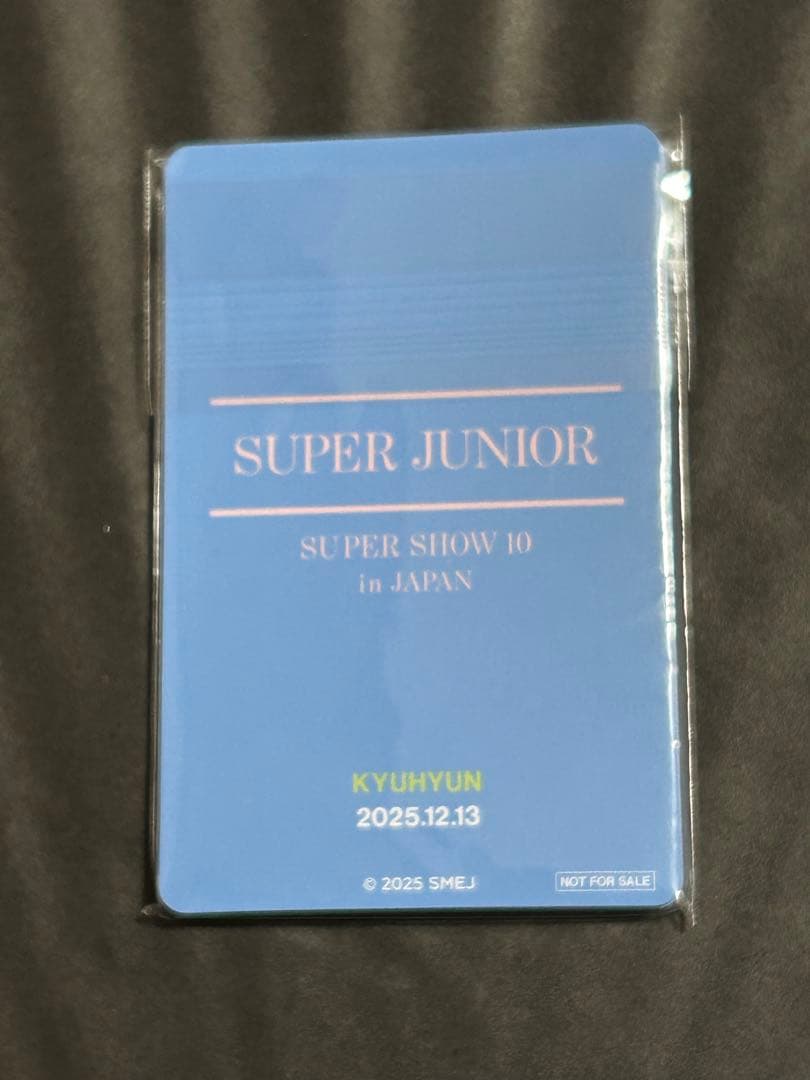 SUPER JUNIOR
SUPER SHOW 10
in JAPAN
KYUHYUN
2025.12.13
© 2025 SMEJ
NOT FOR SALE